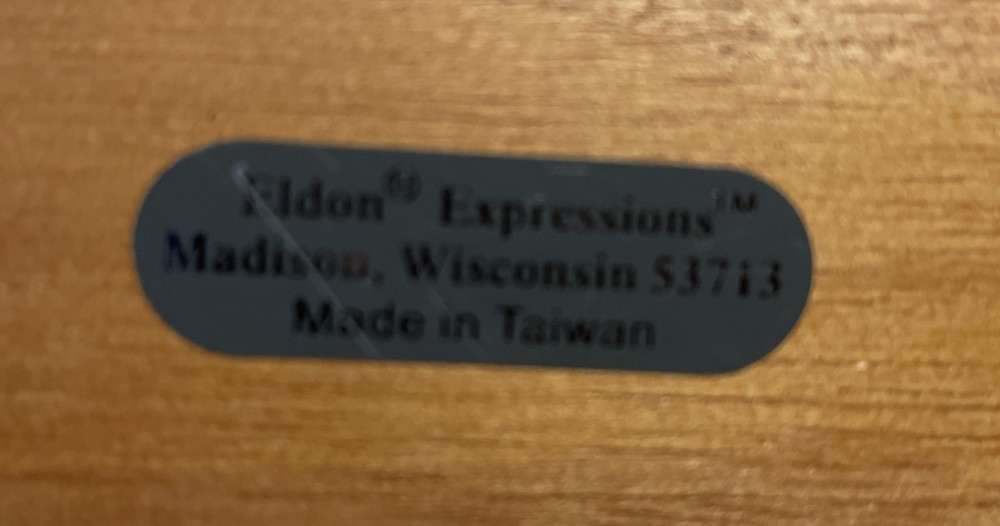 Eldon® Expressions™
Madison, Wisconsin 53713
Made in Taiwan